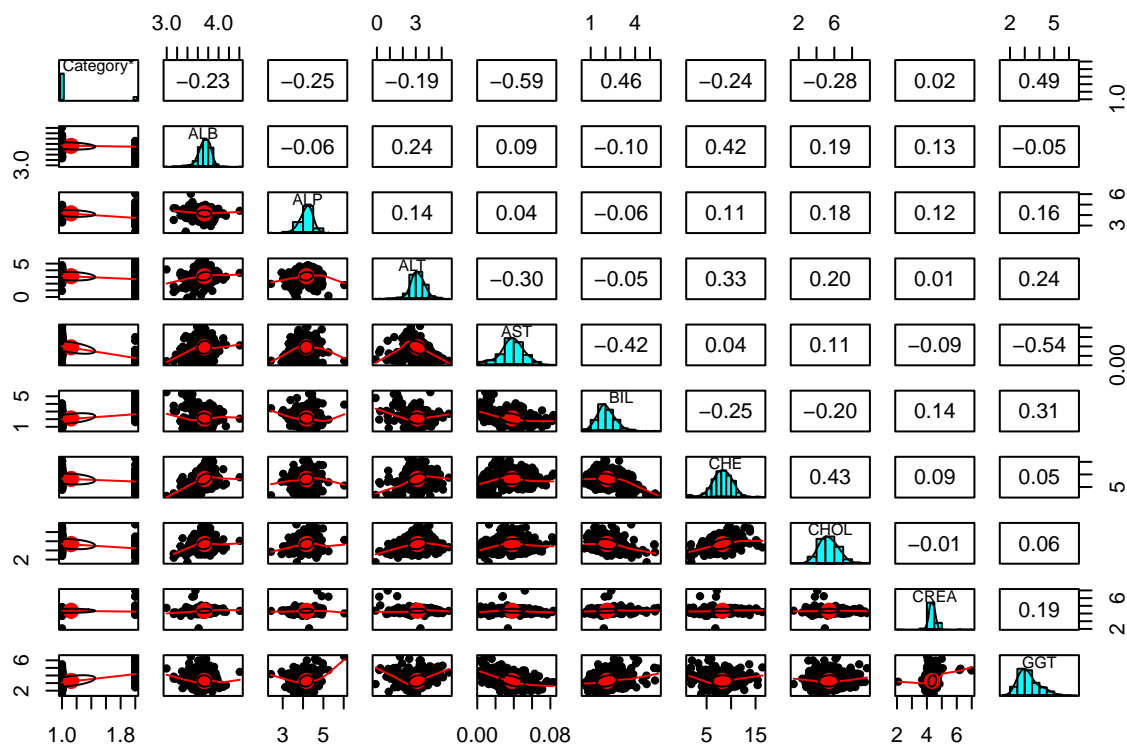 3.0 4.0 0 3 1 4 2 6 2 5
Category* −0.23 −0.25 −0.19 −0.59 0.46 −0.24 −0.28 0.02 0.49 1.0
3.0 ALB −0.06 0.24 0.09 −0.10 0.42 0.19 0.13 −0.05
ALP 0.14 0.04 −0.06 0.11 0.18 0.12 0.16 3 6
0 5 ALT −0.30 −0.05 0.33 0.20 0.01 0.24
AST −0.42 0.04 0.11 −0.09 −0.54 0.00
1 5 BIL −0.25 −0.20 0.14 0.31
CHE 0.43 0.09 0.05 5
2 CHOL −0.01 0.06
CREA 0.19 2 6
2 6 GGT
1.0 1.8 3 5 0.00 0.08 5 15 2 4 6